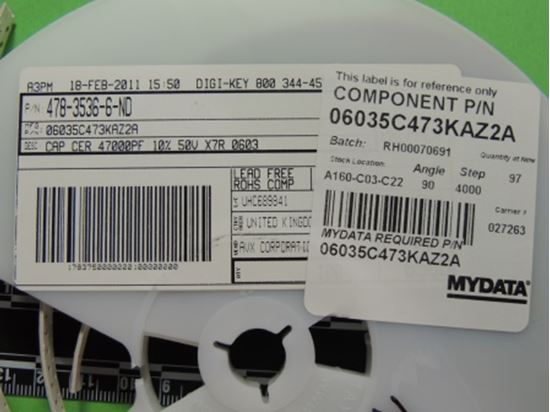 A3PM 18-FEB-2011 15:50 DIGI-KEY 800 344-45
P/N 478-3536-6-ND
MFG P/N 06035C473KAZ2A
DESC CAP CER 47000PF 10% 50V X7R 0603
LEAD FREE
ROHS COMP
UNITED KINGDO
AVX CORPORATIO
This label is for reference only
COMPONENT P/N
06035C473KAZ2A
Batch: RH00070691
Quantity at New
97
Stock Location: Angle Step
A160-C03-C22 90 4000
Carrier #
027263
MYDATA REQUIRED P/N
06035C473KAZ2A
MYDATA